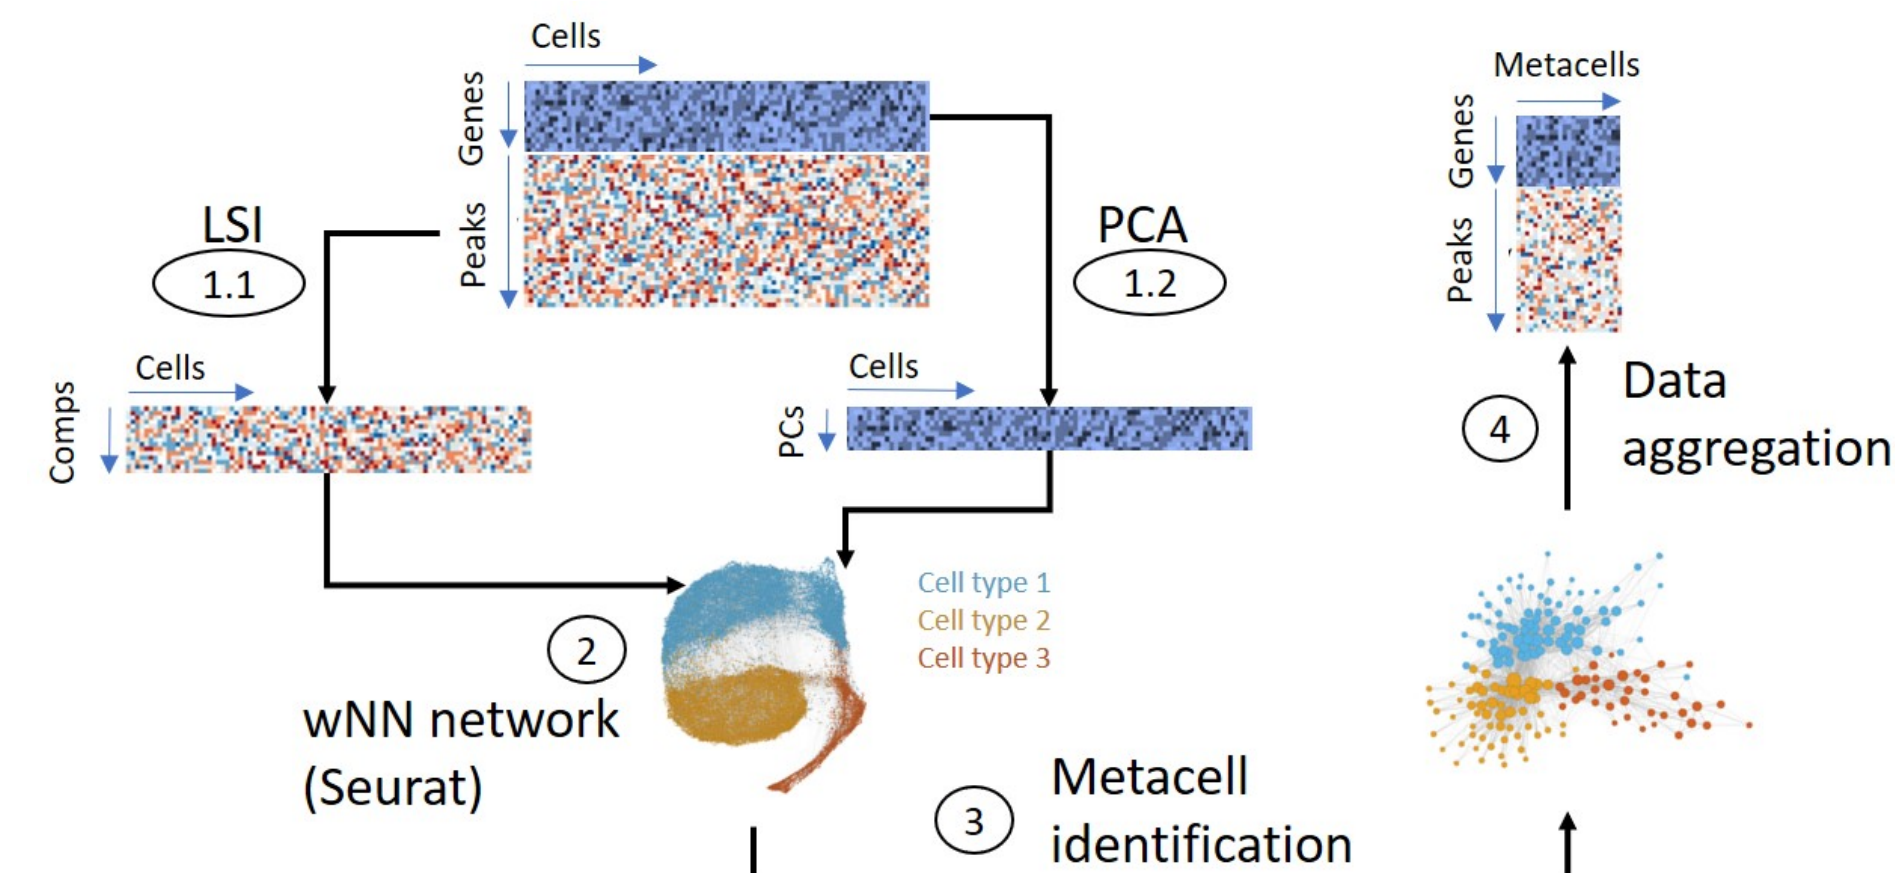 Cells
Genes
Peaks
LSI
1.1
PCA
1.2
Cells
Comps
Cells
PCs
Cell type 1
Cell type 2
Cell type 3
2
wNN network
(Seurat)
3
Metacell
identification
Metacells
Genes
Peaks
4
Data
aggregation